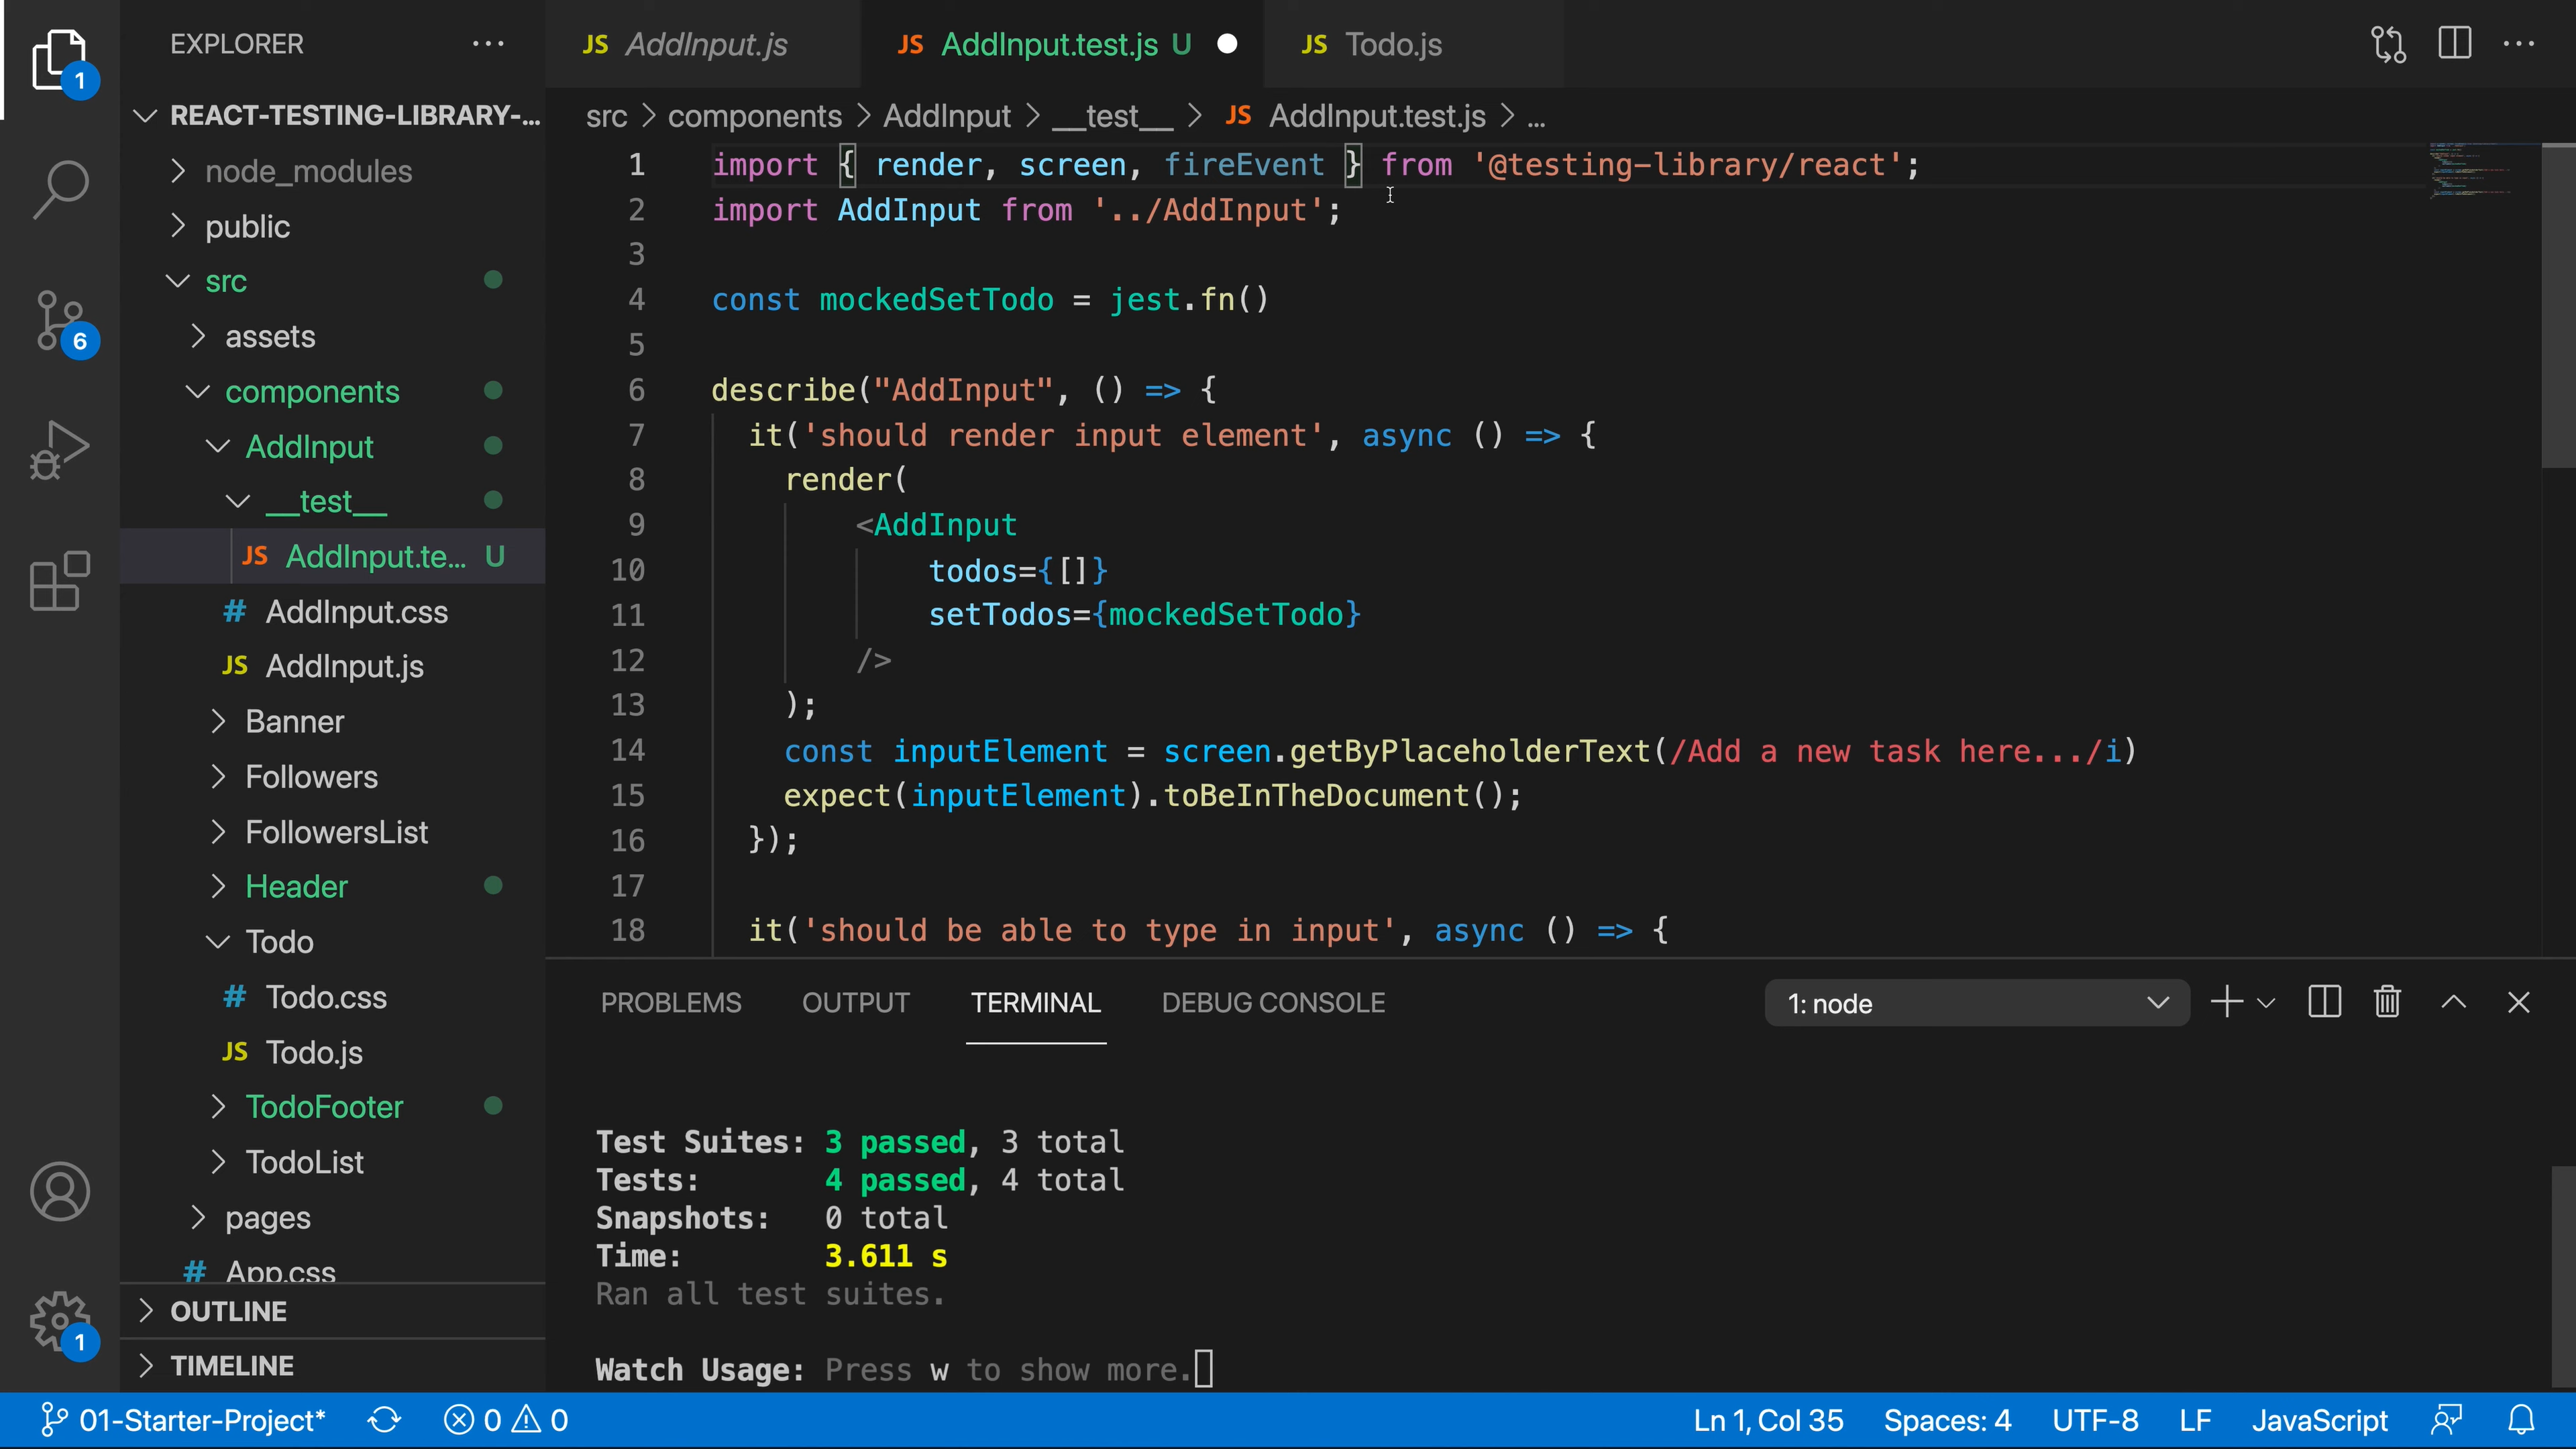 EXPLORER
REACT-TESTING-LIBRARY-...
node_modules
public
src
assets
components
AddInput
__test__
JS AddInput.te... U
# AddInput.css
JS AddInput.js
Banner
Followers
FollowersList
Header
Todo
# Todo.css
JS Todo.js
TodoFooter
TodoList
pages
# App.css
OUTLINE
TIMELINE
1
6
1
JS AddInput.js
JS AddInput.test.js U
JS Todo.js
src > components > AddInput > __test__ > JS AddInput.test.js > ...
1 import { render, screen, fireEvent } from '@testing-library/react';
2 import AddInput from '../AddInput';
3
4 const mockedSetTodo = jest.fn()
5
6 describe("AddInput", () => {
7 it('should render input element', async () => {
8 render(
9 <AddInput
10 todos={[]}
11 setTodos={mockedSetTodo}
12 />
13 );
14 const inputElement = screen.getByPlaceholderText(/Add a new task here.../i)
15 expect(inputElement).toBeInTheDocument();
16 });
17
18 it('should be able to type in input', async () => {
PROBLEMS OUTPUT TERMINAL DEBUG CONSOLE
1: node
Test Suites: 3 passed, 3 total
Tests: 4 passed, 4 total
Snapshots: 0 total
Time: 3.611 s
Ran all test suites.
Watch Usage: Press w to show more.
01-Starter-Project* 0 0 Ln 1, Col 35 Spaces: 4 UTF-8 LF JavaScript